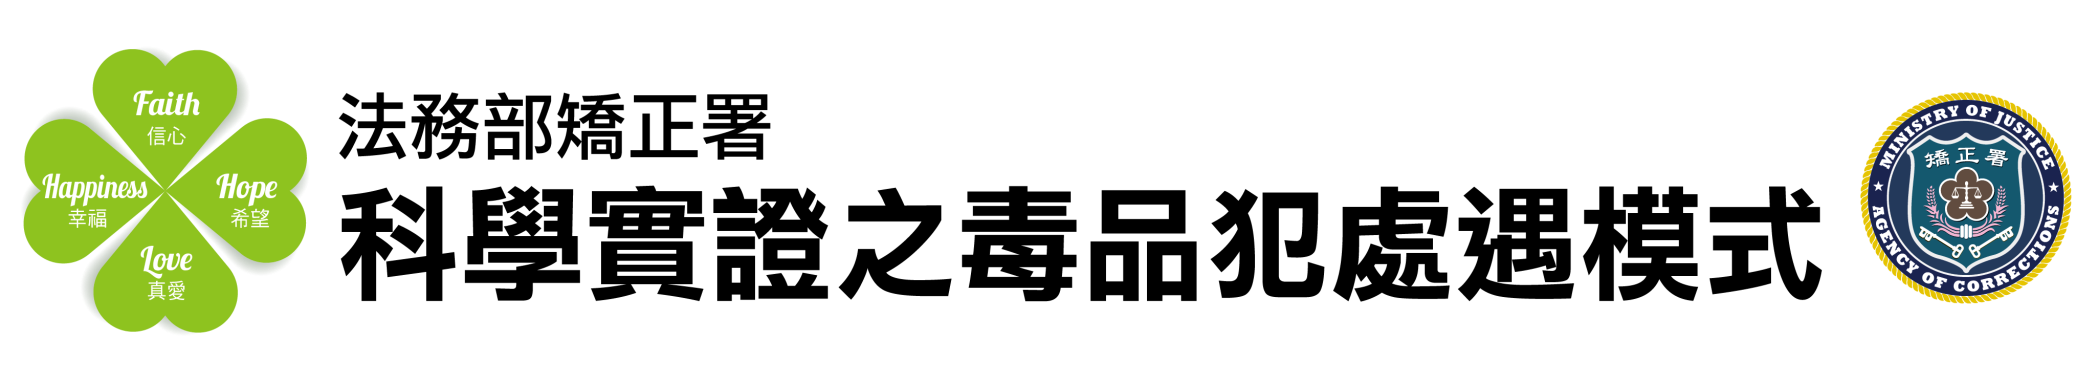 Faith
信心
Happiness
幸福
Hope
希望
Love
真愛
法務部矯正署
科學實證之毒品犯處遇模式
MINISTRY OF JUSTICE
矯正署
AGENCY OF CORRECTIONS